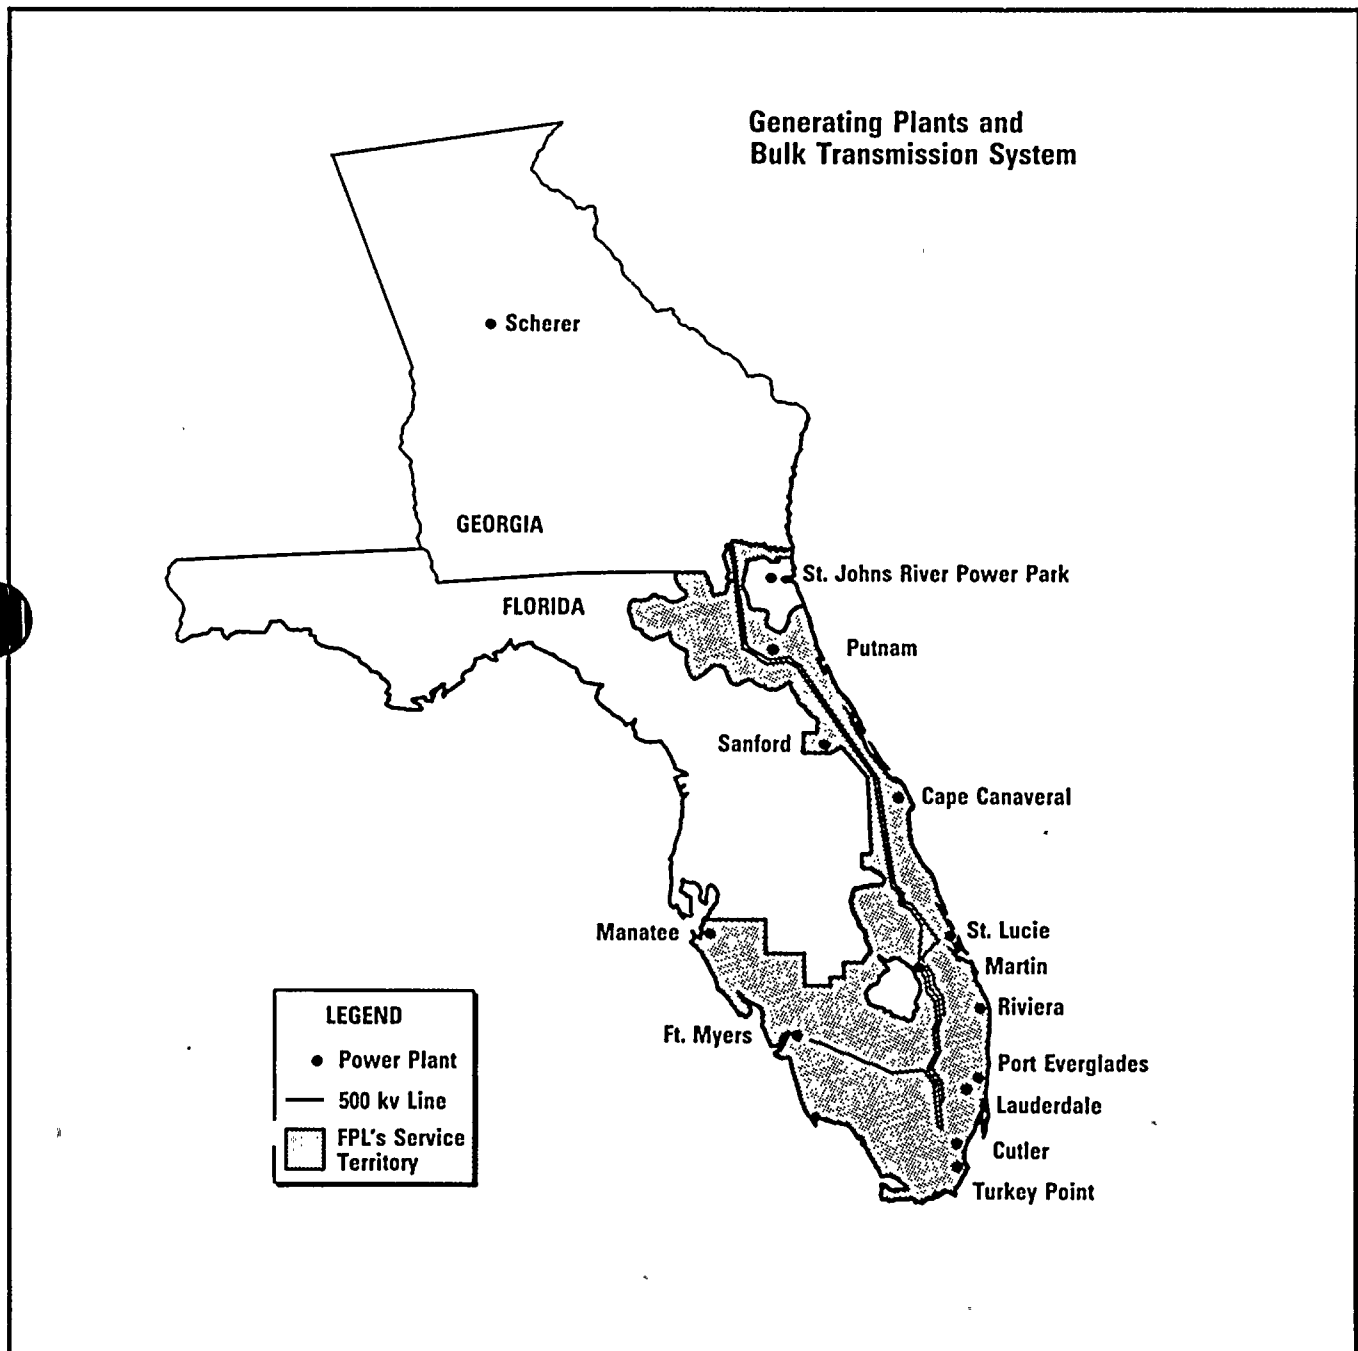 Generating Plants and
Bulk Transmission System
Scherer
GEORGIA
St. Johns River Power Park
FLORIDA
Putnam
Sanford
Cape Canaveral
Manatee
St. Lucie
Martin
Riviera
Ft. Myers
Port Everglades
Lauderdale
Cutler
Turkey Point
LEGEND
Power Plant
500 kv Line
FPL's Service
Territory